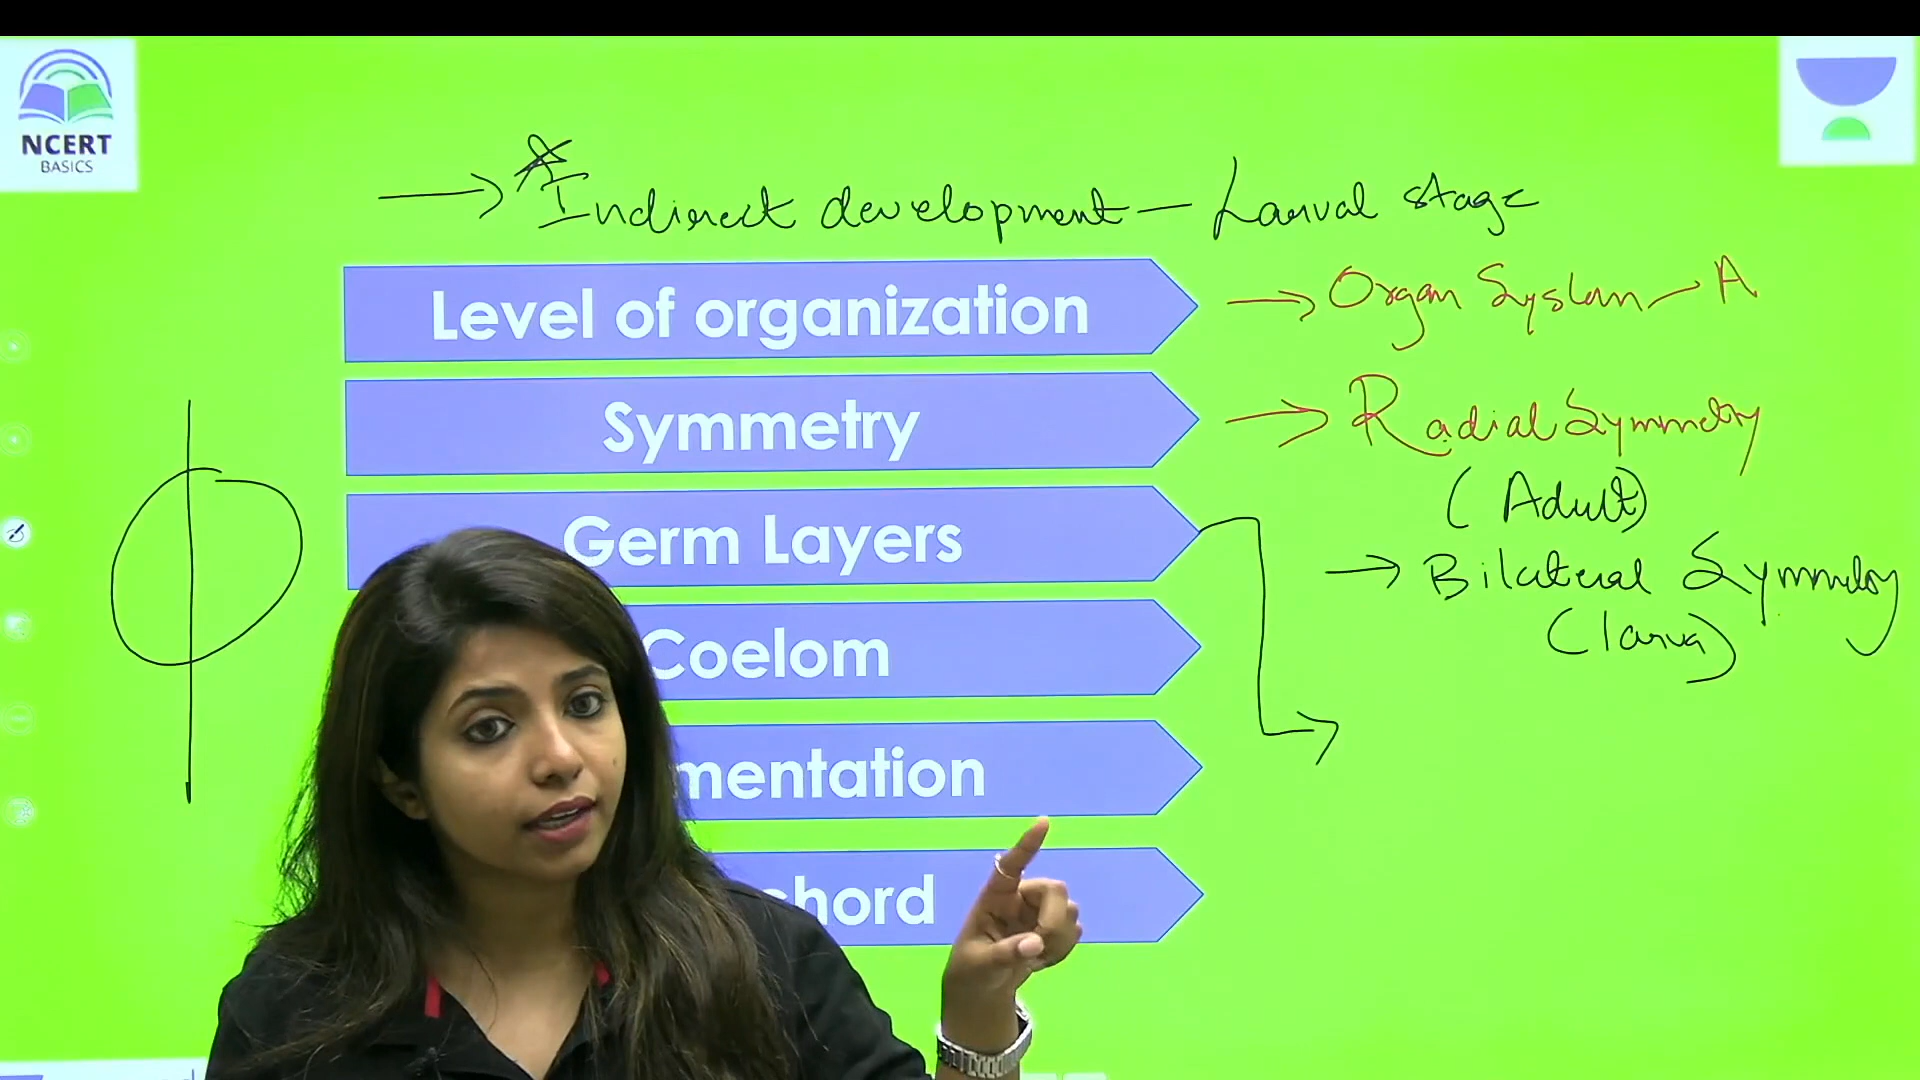 NCERT
BASICS
→ Indirect development — Larval stage
Level of organization → Organ System — A
Symmetry → Radial Symmetry
(Adult)
Germ Layers
→ Bilateral Symmetry
(larva)
Coelom
mentation
chord